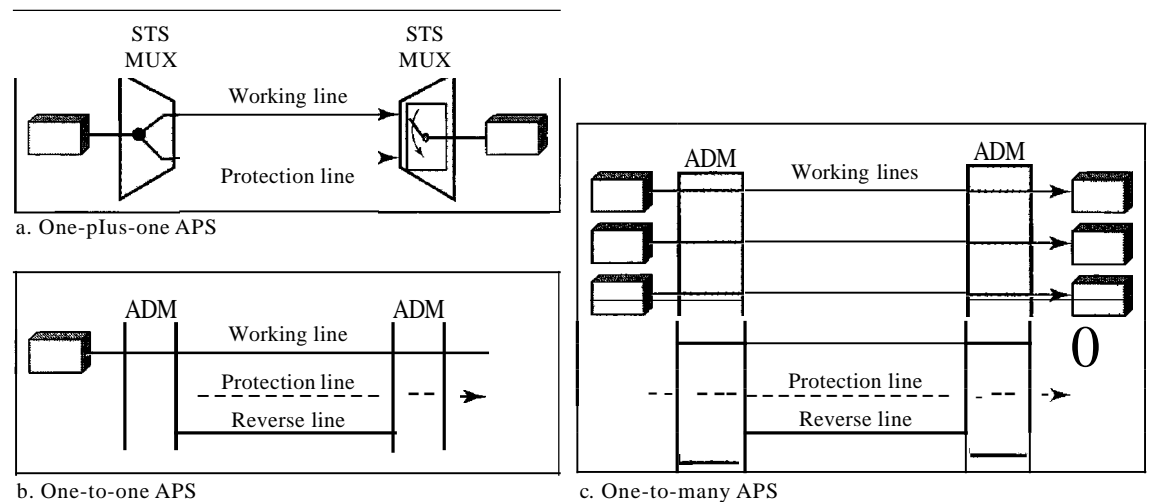 STS
MUX
STS
MUX
Working line
Protection line
a. One-pIus-one APS
ADM
ADM
Working line
Protection line
Reverse line
b. One-to-one APS
ADM
ADM
Working lines
0
Protection line
Reverse line
c. One-to-many APS